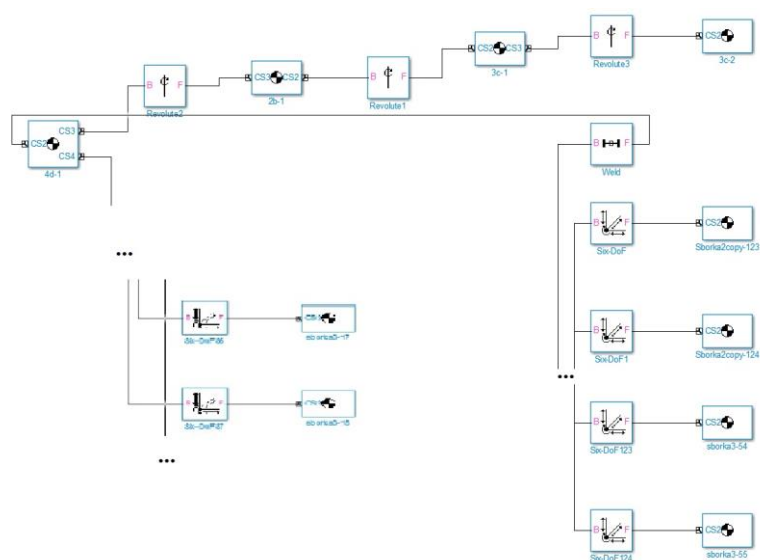 B F
Revolute3
CS2 CS3
3c-1
CS2
3c-2
B F
Revolute2
CS3 CS2
2b-1
B F
Revolute1
CS2 CS3 CS4
4d-1
B F
Weld
B F
Six-DoF
CS2
Sborka2copy-123
•••
B F
Six-DoF1
CS2
Sborka2copy-124
•••
B F
Six-DoF123
CS2
sborka3-54
•••
B F
Six-DoF124
CS2
sborka3-55